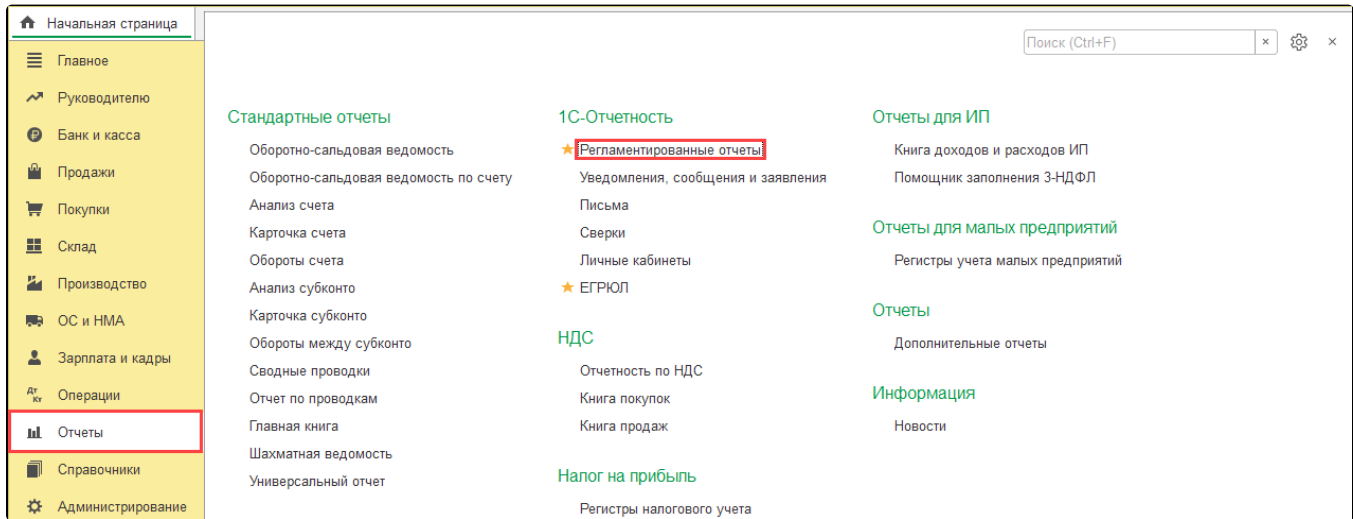 Начальная страница
Поиск (Ctrl+F)
Главное
Руководителю
Банк и касса
Продажи
Покупки
Склад
Производство
ОС и НМА
Зарплата и кадры
Дт Кт Операции
Отчеты
Справочники
Администрирование
Стандартные отчеты
Оборотно-сальдовая ведомость
Оборотно-сальдовая ведомость по счету
Анализ счета
Карточка счета
Обороты счета
Анализ субконто
Карточка субконто
Обороты между субконто
Сводные проводки
Отчет по проводкам
Главная книга
Шахматная ведомость
Универсальный отчет
1С-Отчетность
Регламентированные отчеты
Уведомления, сообщения и заявления
Письма
Сверки
Личные кабинеты
ЕГРЮЛ
НДС
Отчетность по НДС
Книга покупок
Книга продаж
Налог на прибыль
Регистры налогового учета
Отчеты для ИП
Книга доходов и расходов ИП
Помощник заполнения 3-НДФЛ
Отчеты для малых предприятий
Регистры учета малых предприятий
Отчеты
Дополнительные отчеты
Информация
Новости